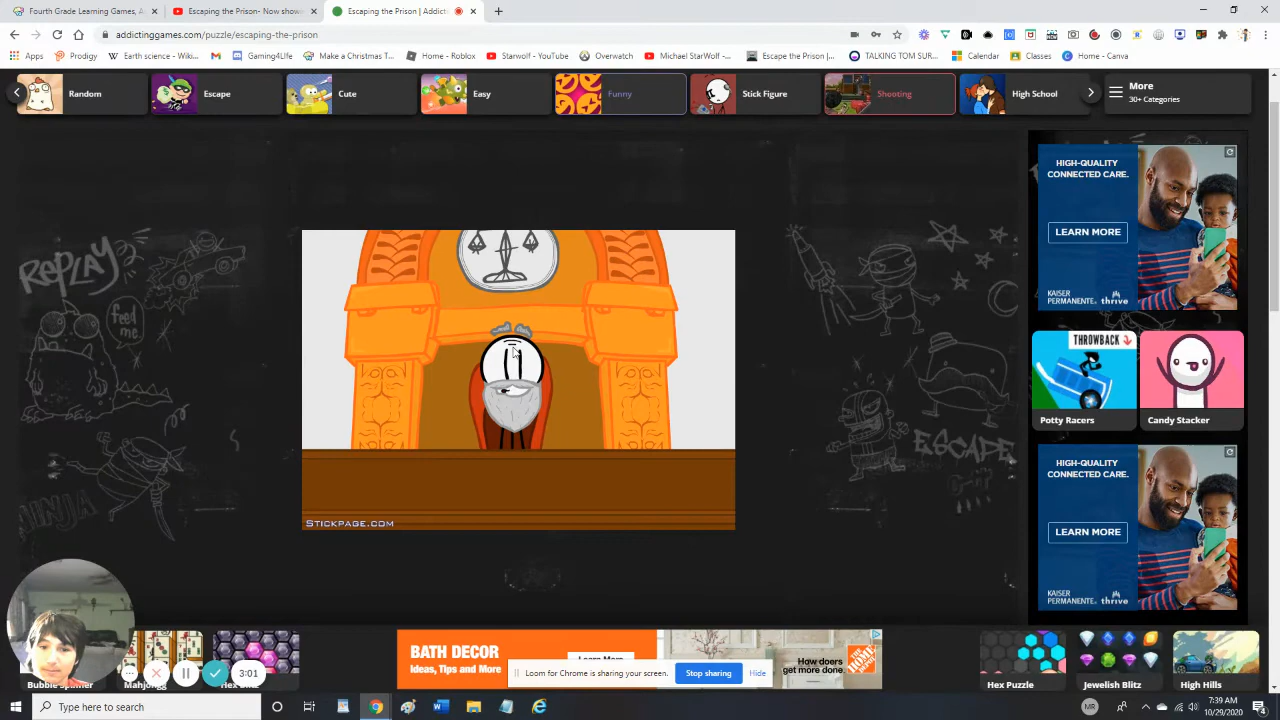 Fourth Grade Learning Games, A
Escaping the Prison- Now show
Escaping the Prison | Addicti
addictinggames.com/puzzle/escaping-the-prison
Apps
Prodigy
Earth science - Wiki...
Gaming4LIfe
Make a Christmas T...
Home - Roblox
Starwolf - YouTube
Overwatch
Michael StarWolf -...
Escape the Prison |...
TALKING TOM SUR...
Calendar
Classes
Home - Canva
Random
Escape
Cute
Easy
Funny
Stick Figure
Shooting
High School
More
30+ Categories
HIGH-QUALITY
CONNECTED CARE.
LEARN MORE
KAISER
PERMANENTE
thrive
REPLAY
feel
me
ESCAPE
NINJA
THROWBACK
Potty Racers
Candy Stacker
HIGH-QUALITY
CONNECTED CARE.
LEARN MORE
KAISER
PERMANENTE
thrive
STICKPAGE.COM
BATH DECOR
Ideas, Tips and More
How doers
get more done.
Loom for Chrome is sharing your screen.
Stop sharing
Hide
3:01
Bubble Spinner
Mahjongg
Hex Puzzle
Jewelish Blitz
High Hills
Type here to search
MR
7:39 AM
10/29/2020
4